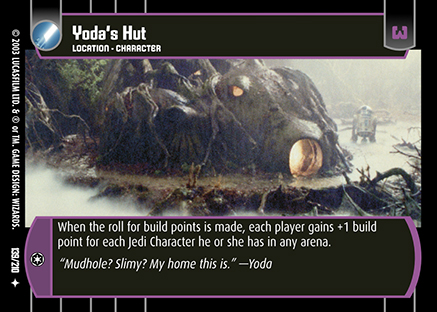 Yoda's Hut
LOCATION - CHARACTER
When the roll for build points is made, each player gains +1 build
point for each Jedi Character he or she has in any arena.
“Mudhole? Slimy? My home this is.” —Yoda
© 2003 LUCASFILM LTD. & ® or TM. GAME DESIGN: WIZARDS.
139/210